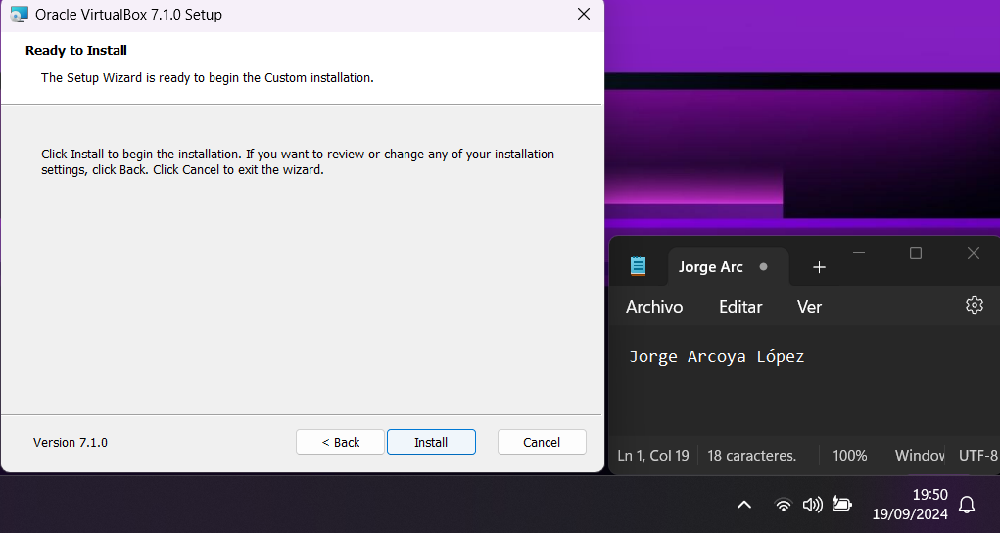 Oracle VirtualBox 7.1.0 Setup
Ready to Install
The Setup Wizard is ready to begin the Custom installation.
Click Install to begin the installation. If you want to review or change any of your installation
settings, click Back. Click Cancel to exit the wizard.
Version 7.1.0
< Back
Install
Cancel
Jorge Arc
Archivo Editar Ver
Jorge Arcoya López
Ln 1, Col 19 18 caracteres. 100% Window UTF-8
19:50
19/09/2024